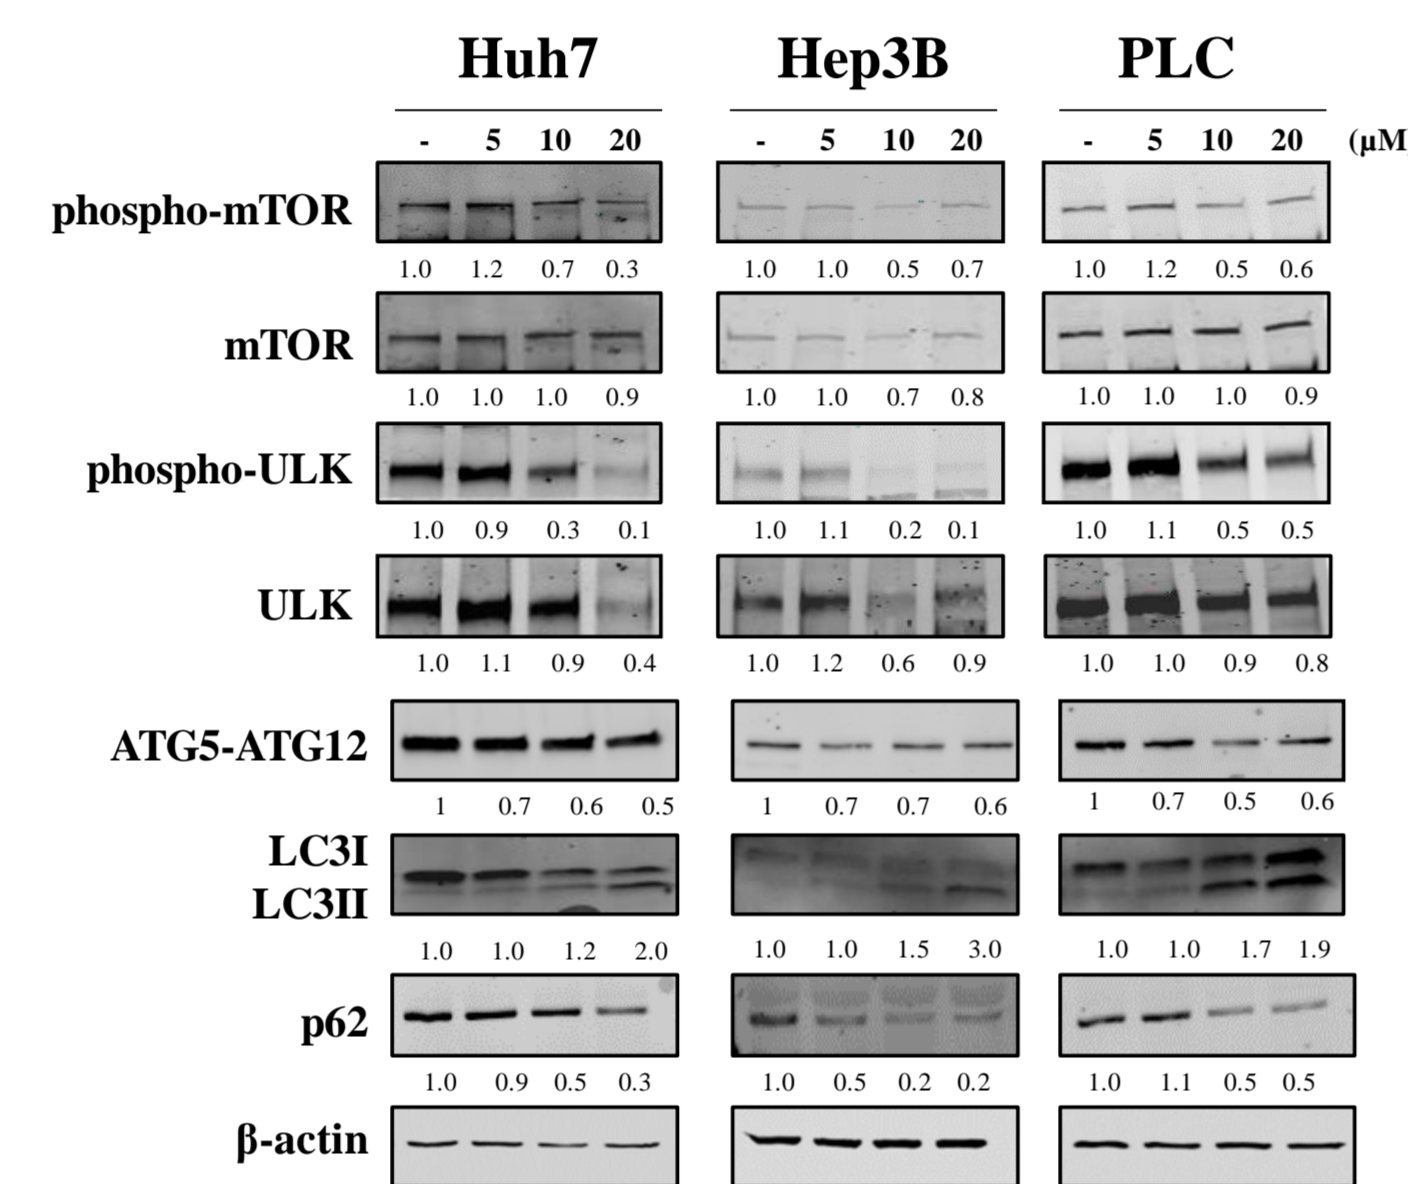 Huh7 Hep3B PLC
- 5 10 20 - 5 10 20 - 5 10 20 (μM)
phospho-mTOR
1.0 1.2 0.7 0.3 1.0 1.0 0.5 0.7 1.0 1.2 0.5 0.6
mTOR
1.0 1.0 1.0 0.9 1.0 1.0 0.7 0.8 1.0 1.0 1.0 0.9
phospho-ULK
1.0 0.9 0.3 0.1 1.0 1.1 0.2 0.1 1.0 1.1 0.5 0.5
ULK
1.0 1.1 0.9 0.4 1.0 1.2 0.6 0.9 1.0 1.0 0.9 0.8
ATG5-ATG12
1 0.7 0.6 0.5 1 0.7 0.7 0.6 1 0.7 0.5 0.6
LC3I
LC3II
1.0 1.0 1.2 2.0 1.0 1.0 1.5 3.0 1.0 1.0 1.7 1.9
p62
1.0 0.9 0.5 0.3 1.0 0.5 0.2 0.2 1.0 1.1 0.5 0.5
β-actin